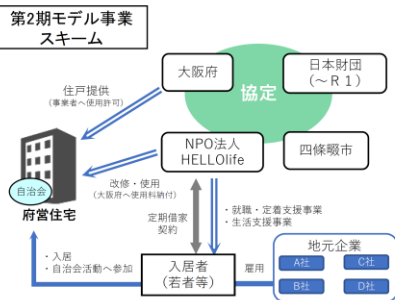 第2期モデル事業
スキーム
大阪府
日本財団
(～R1)
協定
住戸提供
(事業者へ使用許可)
NPO法人
HELLOlife
四條畷市
自治会
府営住宅
改修・使用
(大阪府へ使用料納付)
定期借家
契約
・就職・定着支援事業
・生活支援事業
・入居
・自治会活動へ参加
入居者
(若者等)
雇用
地元企業
A社
C社
B社
D社